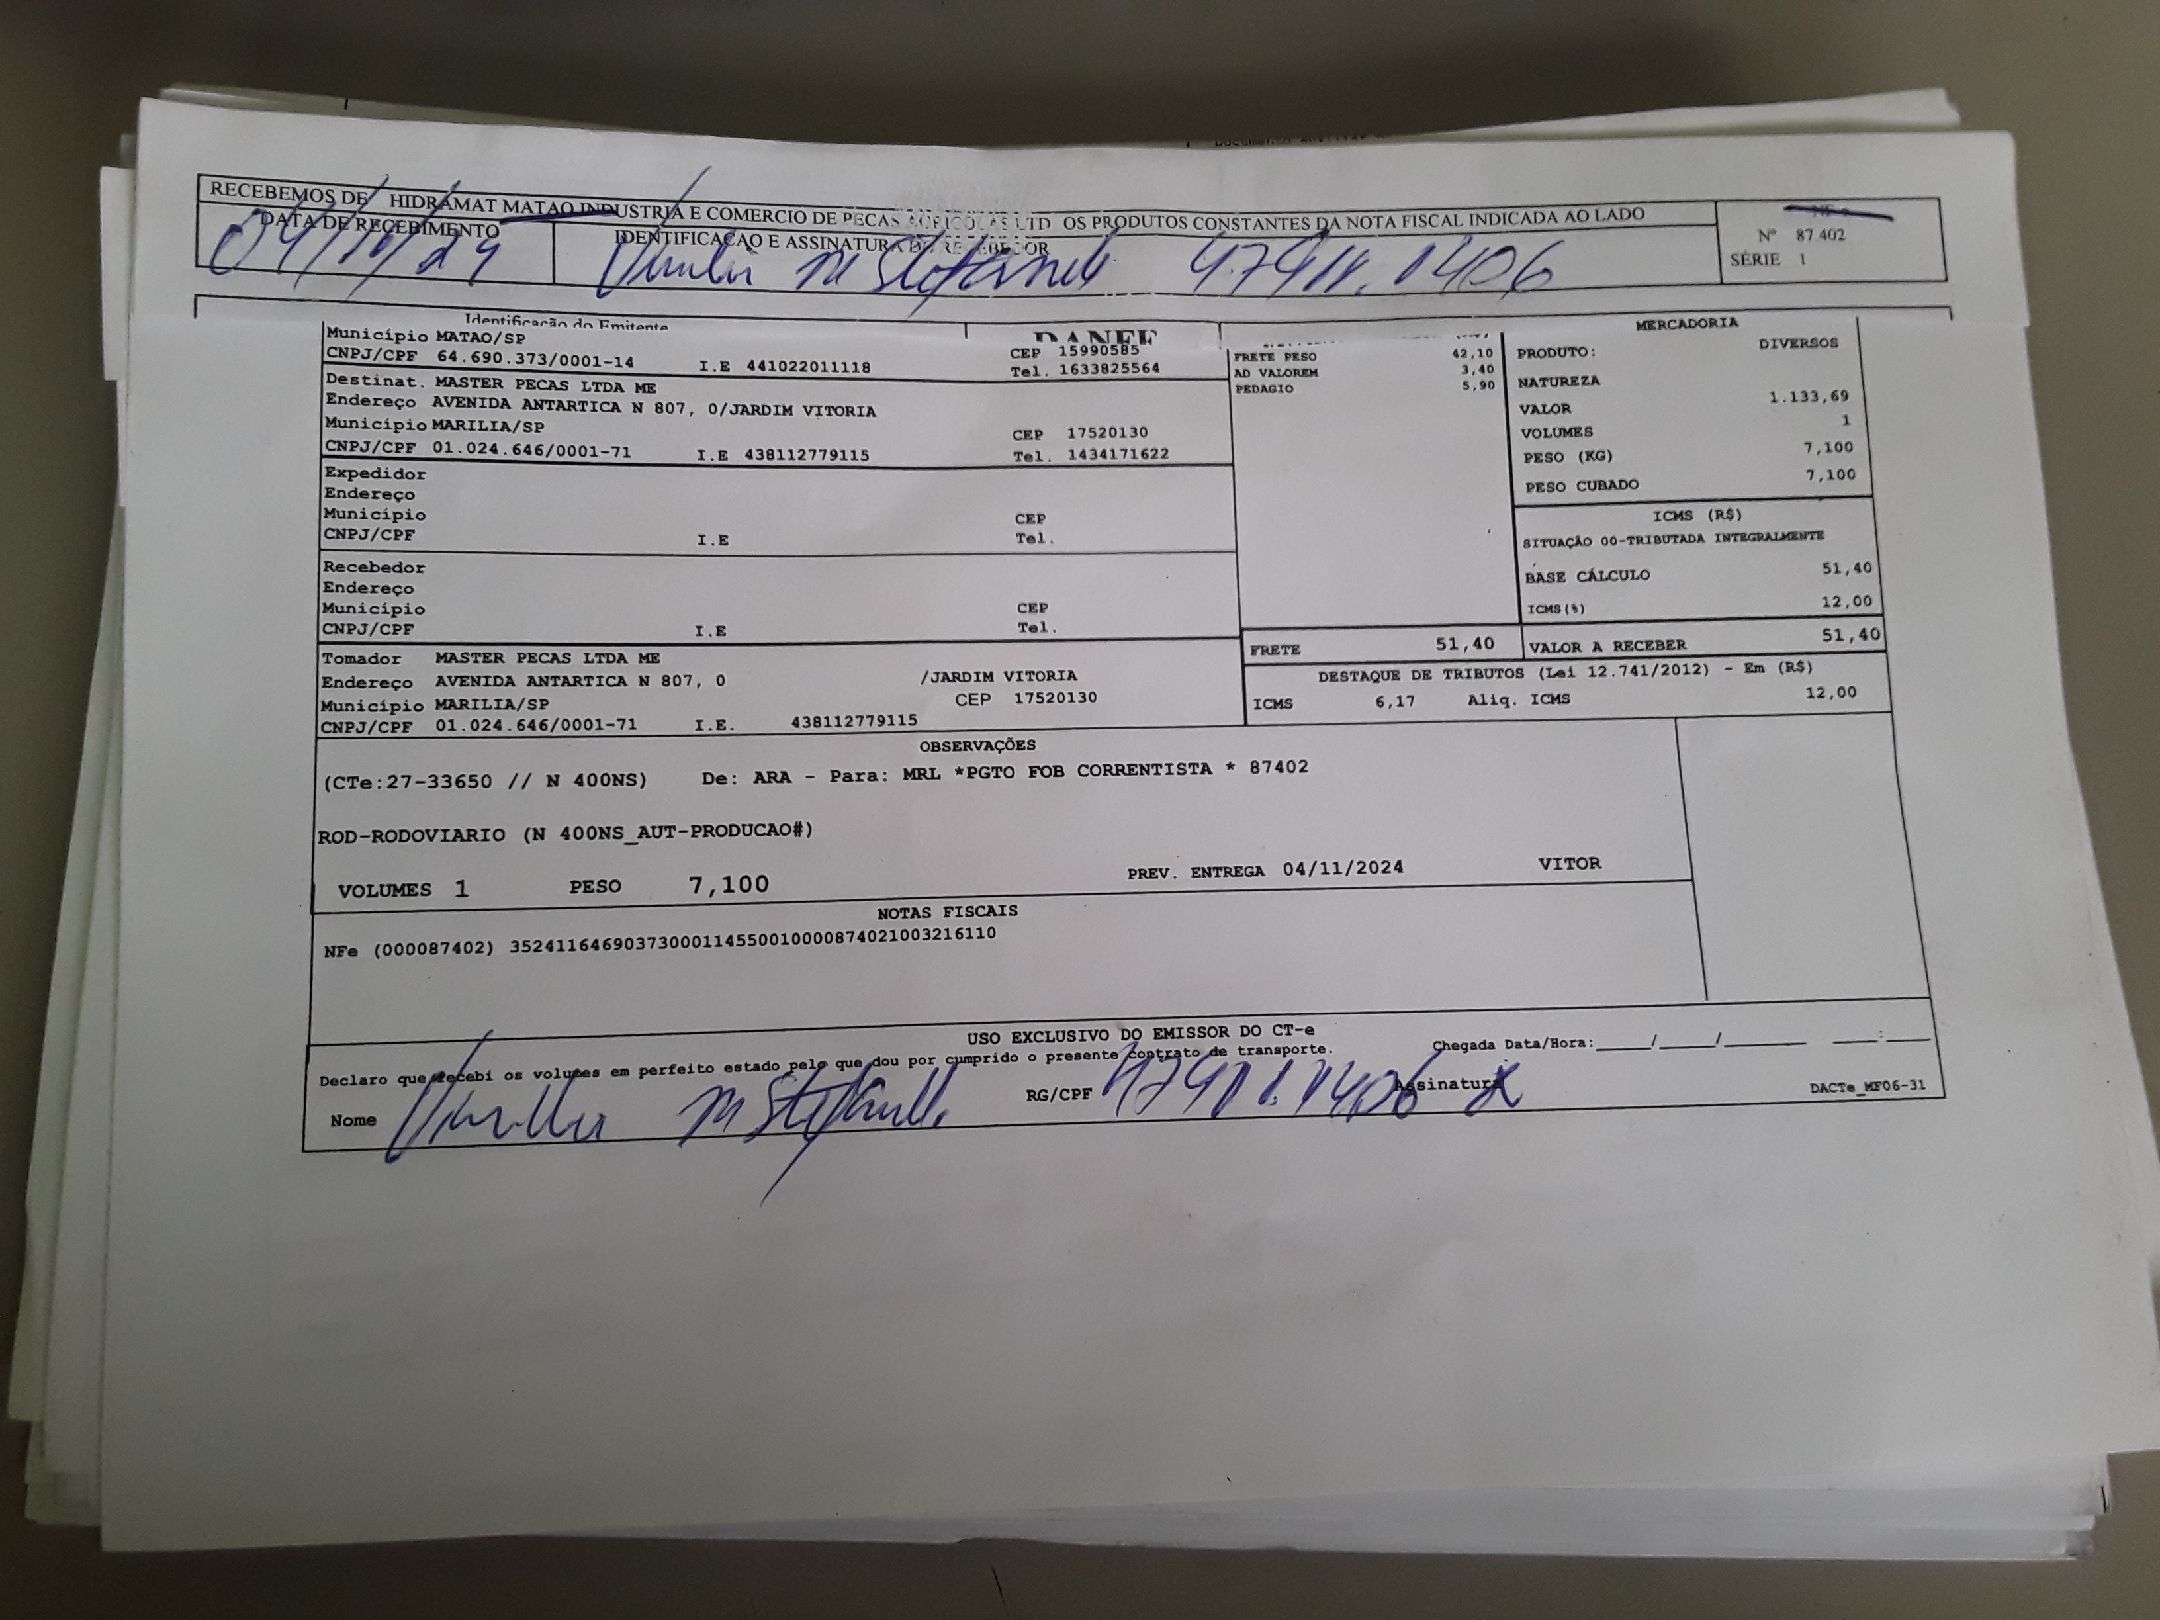 RECEBEMOS DE HIDRAMAT MATAO INDUSTRIA E COMERCIO DE PECAS AGRICOLAS LTD OS PRODUTOS CONSTANTES DA NOTA FISCAL INDICADA AO LADO
DATA DE RECEBIMENTO
IDENTIFICAÇÃO E ASSINATURA DE RECEBEDOR
Nº 87 402
SÉRIE 1
Identificação do Emitente
DANFE
Município MATAO/SP
CNPJ/CPF 64.690.373/0001-14 I.E 441022011118
CEP 15990585
Tel. 1633825564
Destinat. MASTER PECAS LTDA ME
Endereço AVENIDA ANTARTICA N 807, 0/JARDIM VITORIA
Município MARILIA/SP CEP 17520130
CNPJ/CPF 01.024.646/0001-71 I.E 438112779115 Tel. 1434171622
Expedidor
Endereço
Município CEP
CNPJ/CPF I.E Tel.
Recebedor
Endereço
Município CEP
CNPJ/CPF I.E Tel.
Tomador MASTER PECAS LTDA ME
Endereço AVENIDA ANTARTICA N 807, 0 /JARDIM VITORIA
Município MARILIA/SP CEP 17520130
CNPJ/CPF 01.024.646/0001-71 I.E. 438112779115
FRETE PESO 42,10
AD VALOREM 3,40
PEDAGIO 5,90
MERCADORIA
PRODUTO: DIVERSOS
NATUREZA
VALOR 1.133,69
VOLUMES 1
PESO (KG) 7,100
PESO CUBADO 7,100
ICMS (R$)
SITUAÇÃO 00-TRIBUTADA INTEGRALMENTE
BASE CÁLCULO 51,40
ICMS(%) 12,00
FRETE 51,40 VALOR A RECEBER 51,40
DESTAQUE DE TRIBUTOS (Lei 12.741/2012) - Em (R$)
ICMS 6,17 Aliq. ICMS 12,00
OBSERVAÇÕES
(CTe:27-33650 // N 400NS) De: ARA - Para: MRL *PGTO FOB CORRENTISTA * 87402
ROD-RODOVIARIO (N 400NS_AUT-PRODUCAO#)
VOLUMES 1 PESO 7,100 PREV. ENTREGA 04/11/2024 VITOR
NOTAS FISCAIS
NFe (000087402) 35241164690373000114550010000874021003216110
USO EXCLUSIVO DO EMISSOR DO CT-e
Declaro que recebi os volumes em perfeito estado pelo que dou por cumprido o presente contrato de transporte. Chegada Data/Hora:____/____/______ ___:___
Nome RG/CPF Assinatura DACTe_MF06-31